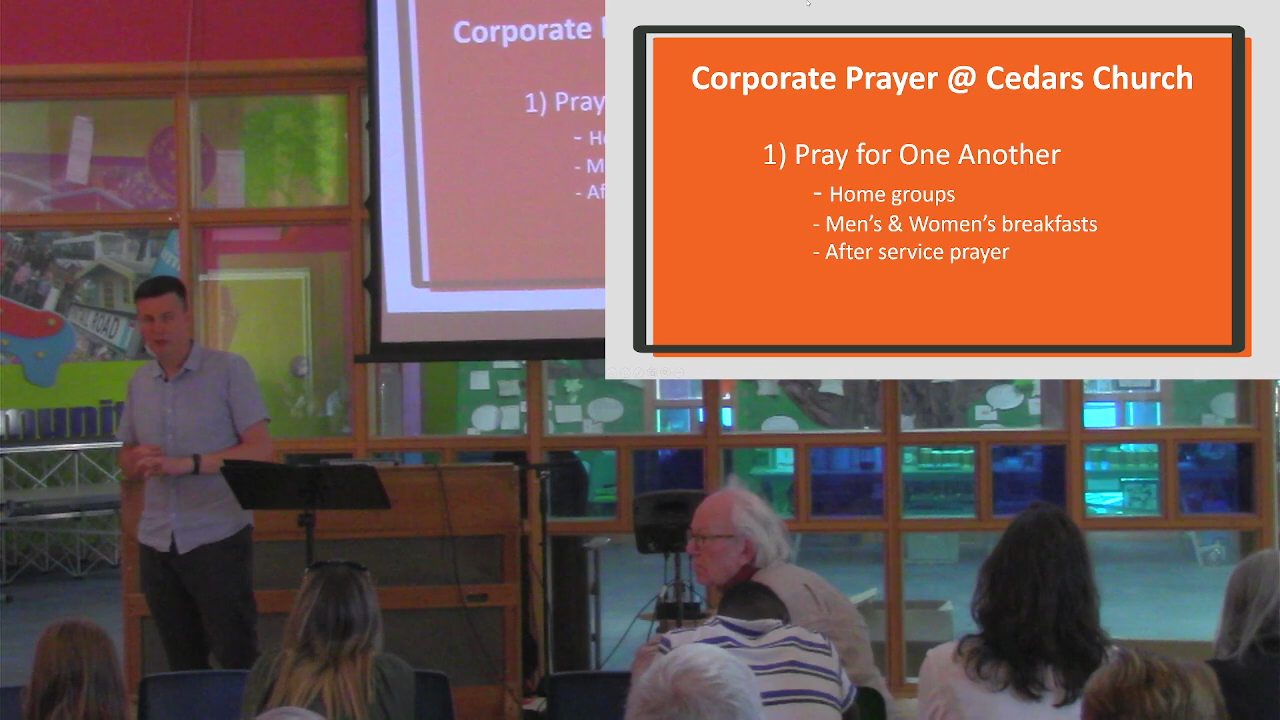 Corporate
1) Pray
Corporate Prayer @ Cedars Church
1) Pray for One Another
- Home groups
- Men’s & Women’s breakfasts
- After service prayer
ROAD